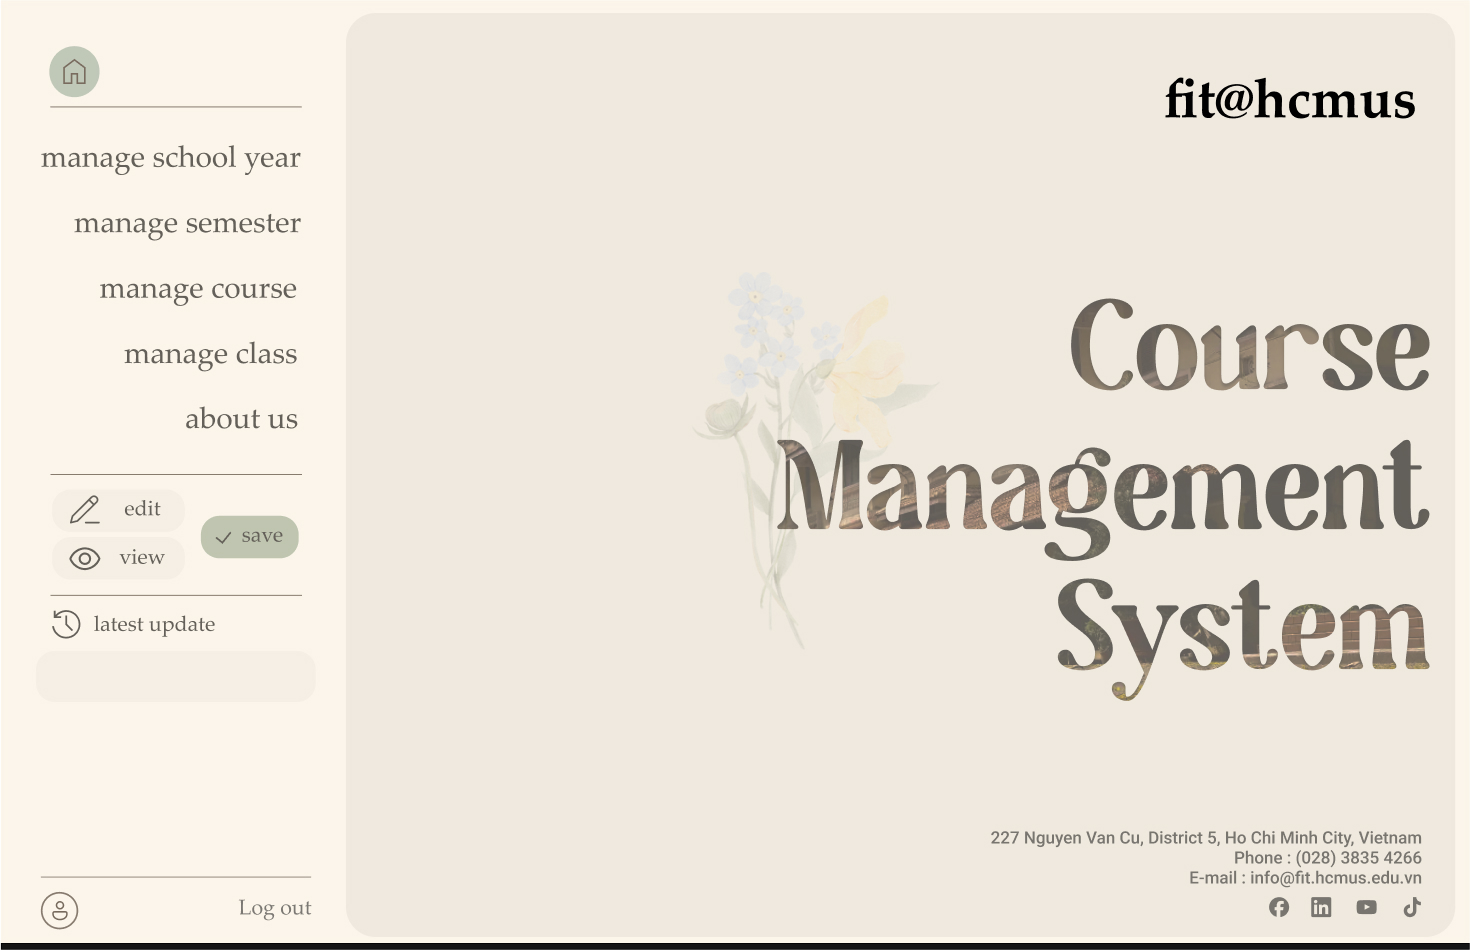 manage school year
manage semester
manage course
manage class
about us
edit
view
save
latest update
Log out
fit@hcmus
Course
Management
System
227 Nguyen Van Cu, District 5, Ho Chi Minh City, Vietnam
Phone : (028) 3835 4266
E-mail : info@fit.hcmus.edu.vn